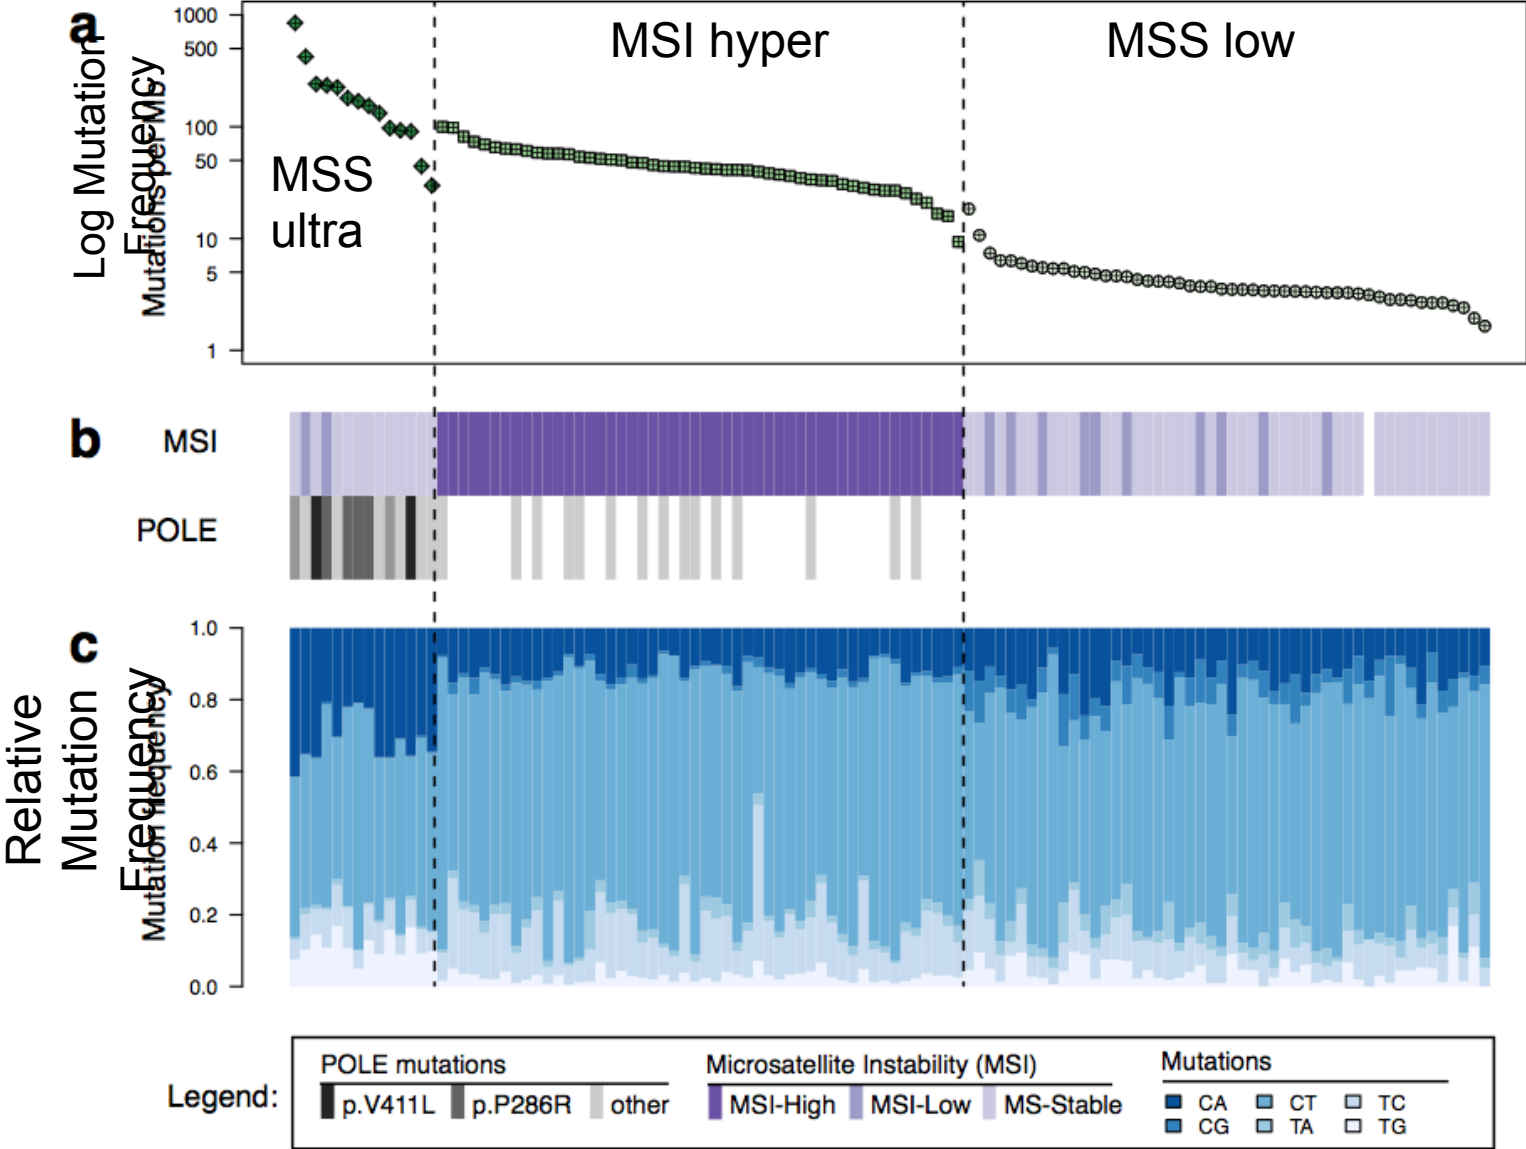 a
Log Mutation
Frequency
Mutations per Mb
1000
500
100
50
10
5
1
MSS
ultra
MSI hyper
MSS low
b
MSI
POLE
c
Relative
Mutation
Frequency
Mutation frequency
1.0
0.8
0.6
0.4
0.2
0.0
Legend:
POLE mutations
p.V411L p.P286R other
Microsatellite Instability (MSI)
MSI-High MSI-Low MS-Stable
Mutations
CA CT TC
CG TA TG